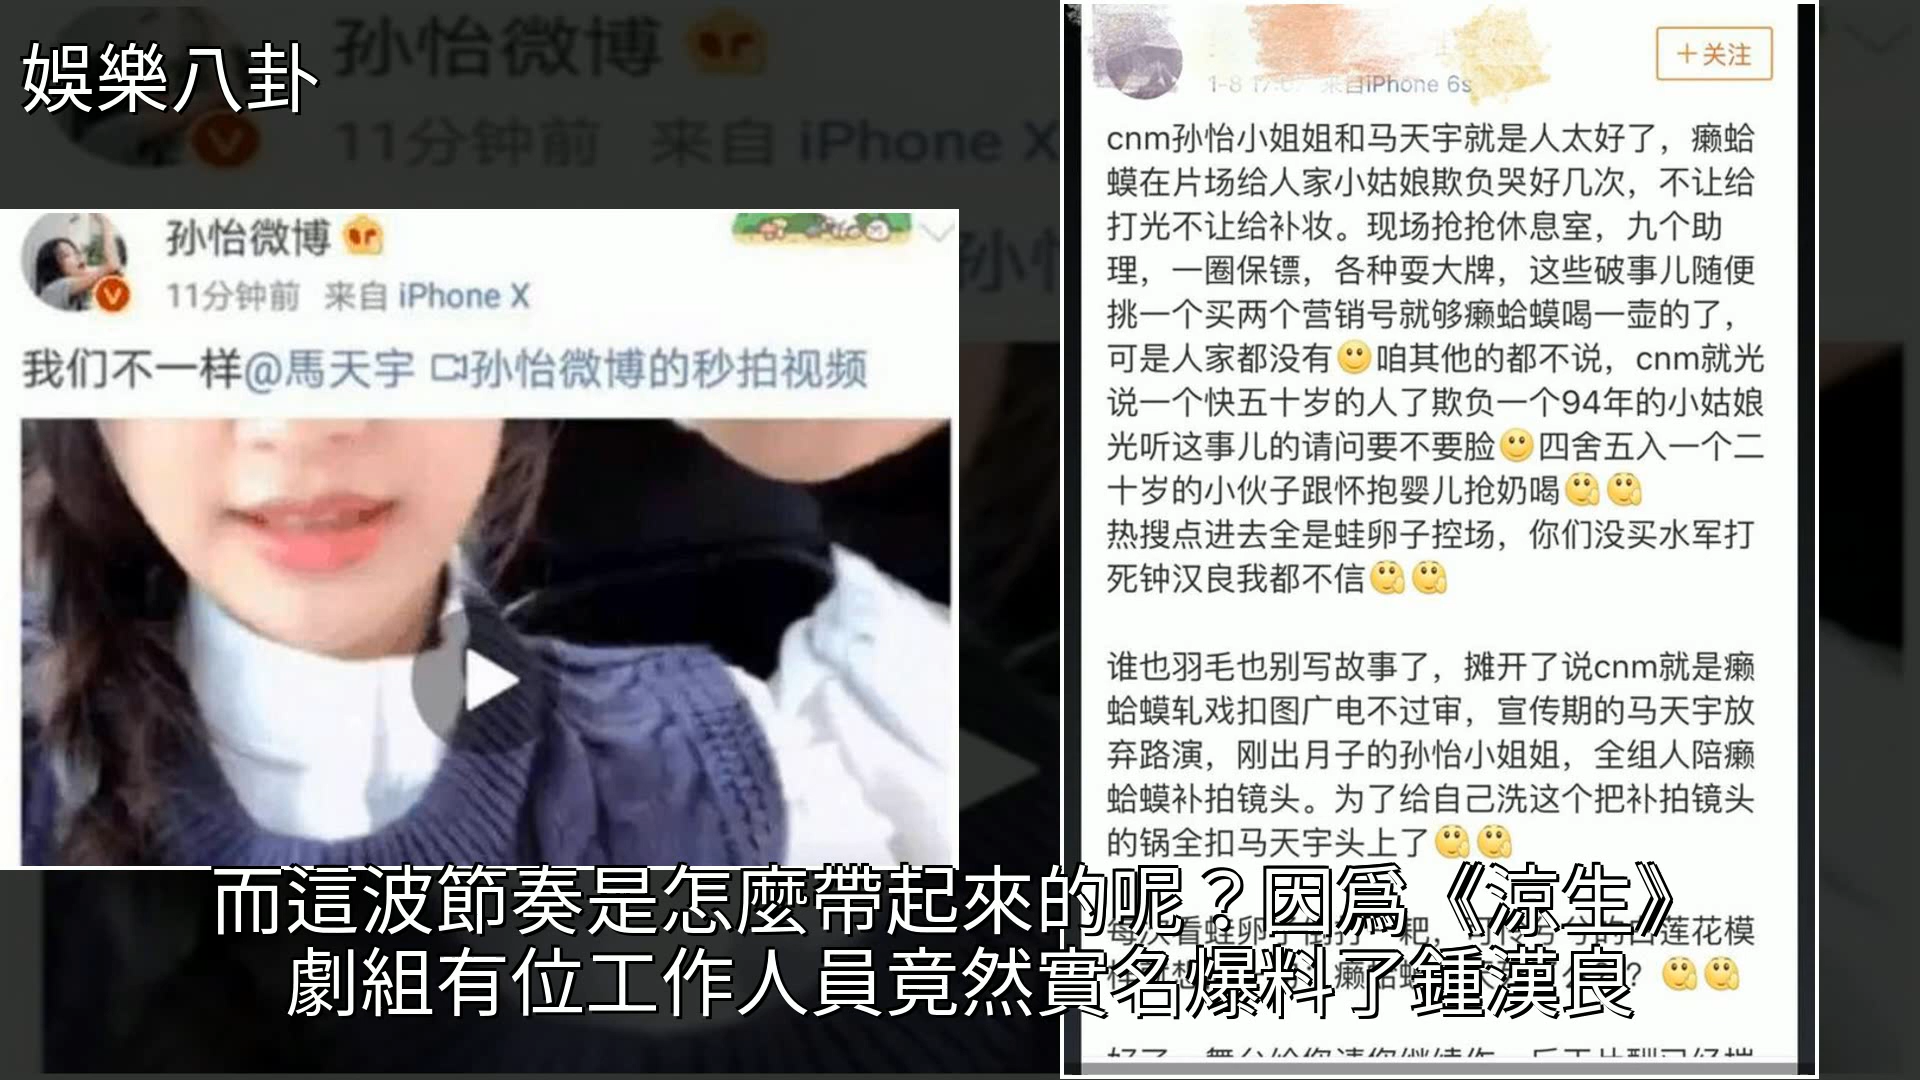 娛樂八卦
孙怡微博
11分钟前 来自 iPhone X
孙怡微博
11分钟前 来自 iPhone X
我们不一样@馬天宇 孙怡微博的秒拍视频
+关注
来自iPhone 6s
cnm孙怡小姐姐和马天宇就是人太好了，癞蛤
蟆在片场给人家小姑娘欺负哭好几次，不让给
打光不让给补妆。现场抢抢休息室，九个助
理，一圈保镖，各种耍大牌，这些破事儿随便
挑一个买两个营销号就够癞蛤蟆喝一壶的了，
可是人家都没有🙂咱其他的都不说，cnm就光
说一个快五十岁的人了欺负一个94年的小姑娘
光听这事儿的请问要不要脸🙂四舍五入一个二
十岁的小伙子跟怀抱婴儿抢奶喝🤔🤔
热搜点进去全是蛙卵子控场，你们没买水军打
死钟汉良我都不信🤔🤔
谁也羽毛也别写故事了，摊开了说cnm就是癞
蛤蟆轧戏扣图广电不过审，宣传期的马天宇放
弃路演，刚出月子的孙怡小姐姐，全组人陪癞
蛤蟆补拍镜头。为了给自己洗这个把补拍镜头
的锅全扣马天宇头上了🤔🤔
而這波節奏是怎麼帶起來的呢？因爲《涼生》
劇組有位工作人員竟然實名爆料了鍾漢良